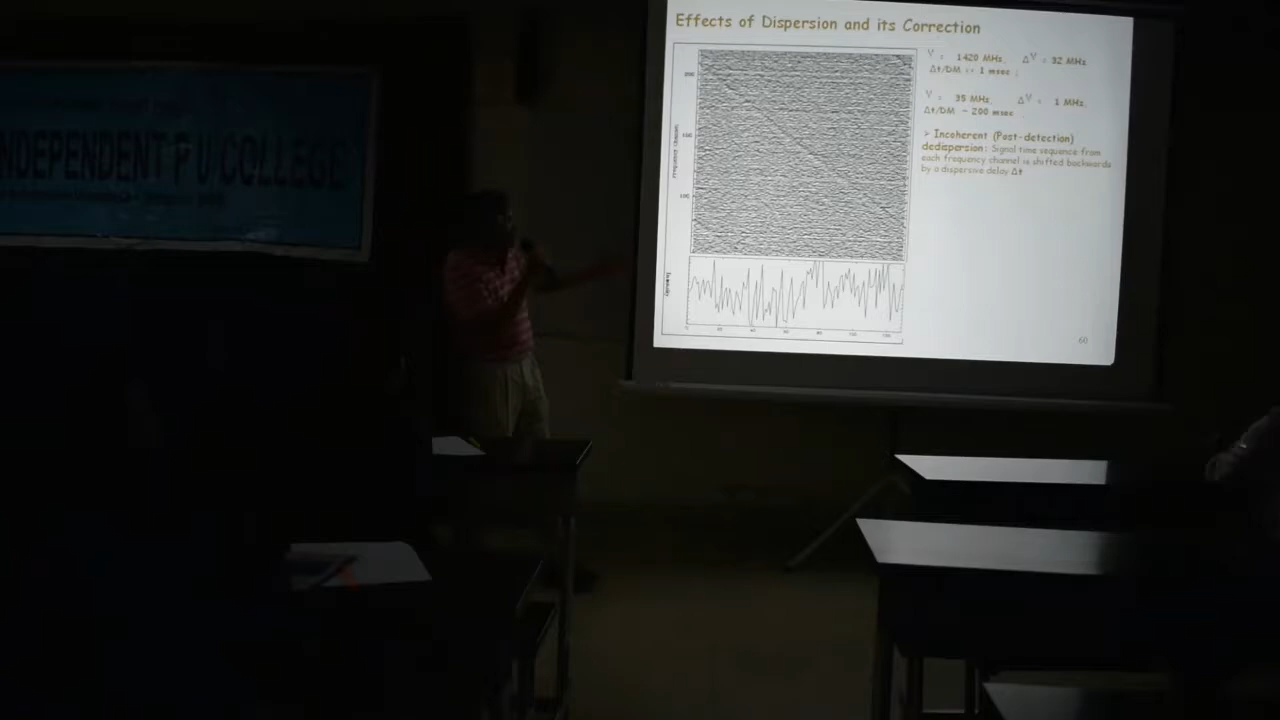 Effects of Dispersion and its Correction
ν = 1420 MHz, Δν = 32 MHz
Δt/DM << 1 msec ;
ν = 35 MHz, Δν = 1 MHz,
Δt/DM ~ 200 msec
➤ Incoherent (Post-detection)
dedispersion: Signal time sequence from
each frequency channel is shifted backwards
by a dispersive delay Δt
60
INDEPENDENT P U COLLEGE